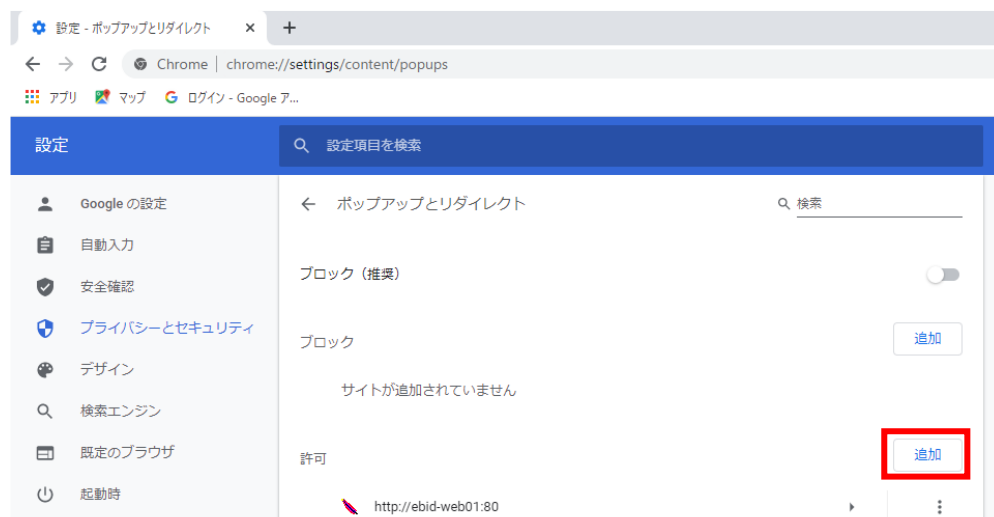 設定 - ポップアップとリダイレクト
Chrome | chrome://settings/content/popups
アプリ マップ G ログイン - Google ア...
設定 設定項目を検索
Google の設定
自動入力
安全確認
プライバシーとセキュリティ
デザイン
検索エンジン
既定のブラウザ
起動時
ポップアップとリダイレクト 検索
ブロック（推奨）
ブロック 追加
サイトが追加されていません
許可 追加
http://ebid-web01:80